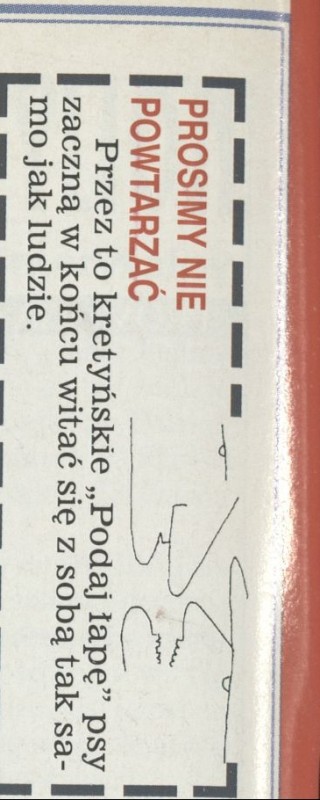 PROSIMY NIE
POWTARZAĆ
Przez to kretyńskie „Podaj łapę” psy
zaczną w końcu witać się z sobą tak sa-
mo jak ludzie.